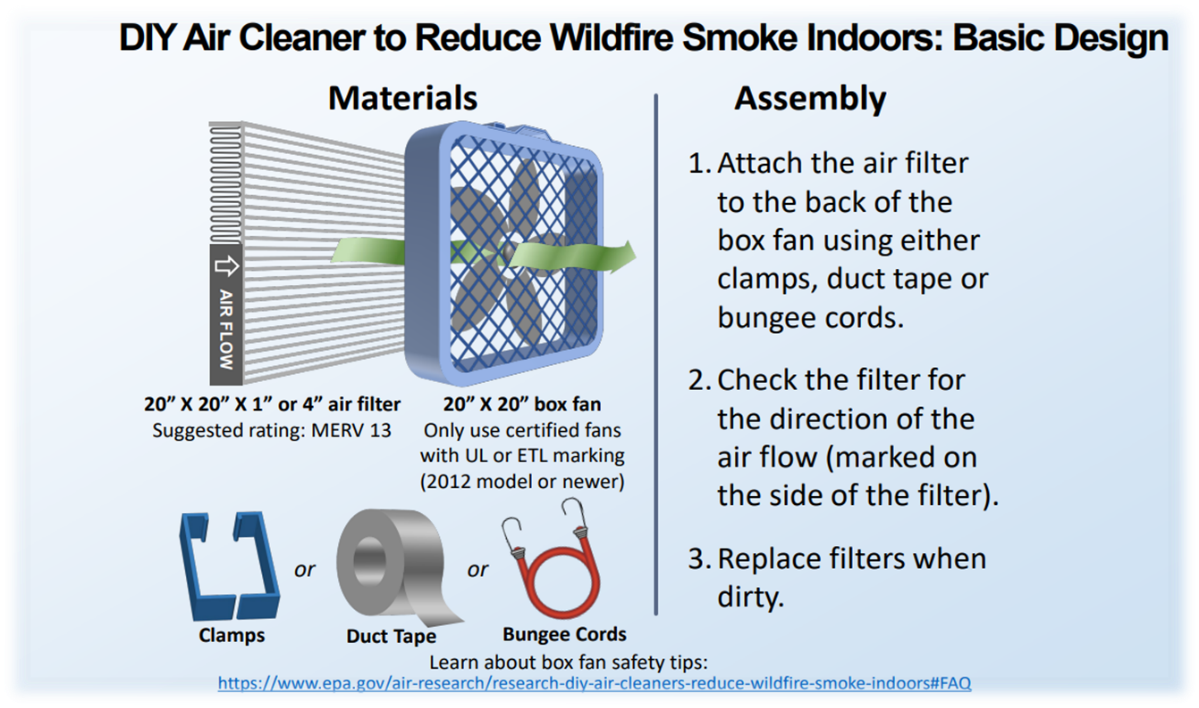 DIY Air Cleaner to Reduce Wildfire Smoke Indoors: Basic Design
Materials
AIR FLOW
20” X 20” X 1” or 4” air filter
Suggested rating: MERV 13
20” X 20” box fan
Only use certified fans
with UL or ETL marking
(2012 model or newer)
or
or
Clamps
Duct Tape
Bungee Cords
Assembly
1. Attach the air filter
to the back of the
box fan using either
clamps, duct tape or
bungee cords.
2. Check the filter for
the direction of the
air flow (marked on
the side of the filter).
3. Replace filters when
dirty.
Learn about box fan safety tips:
https://www.epa.gov/air-research/research-diy-air-cleaners-reduce-wildfire-smoke-indoors#FAQ